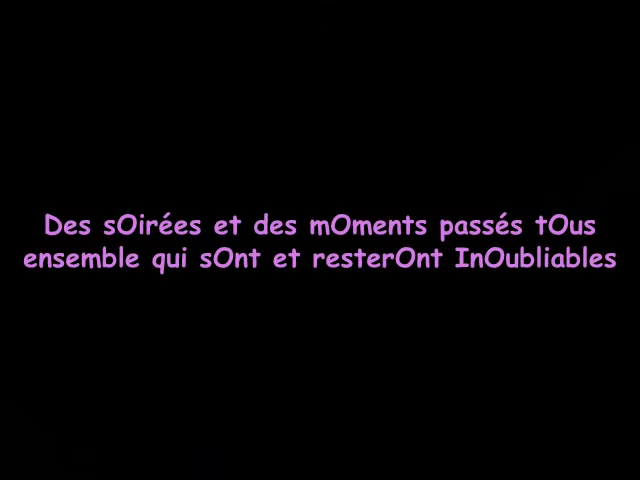 Des sOirées et des mOments passés tOus
ensemble qui sOnt et resterOnt InOubliables